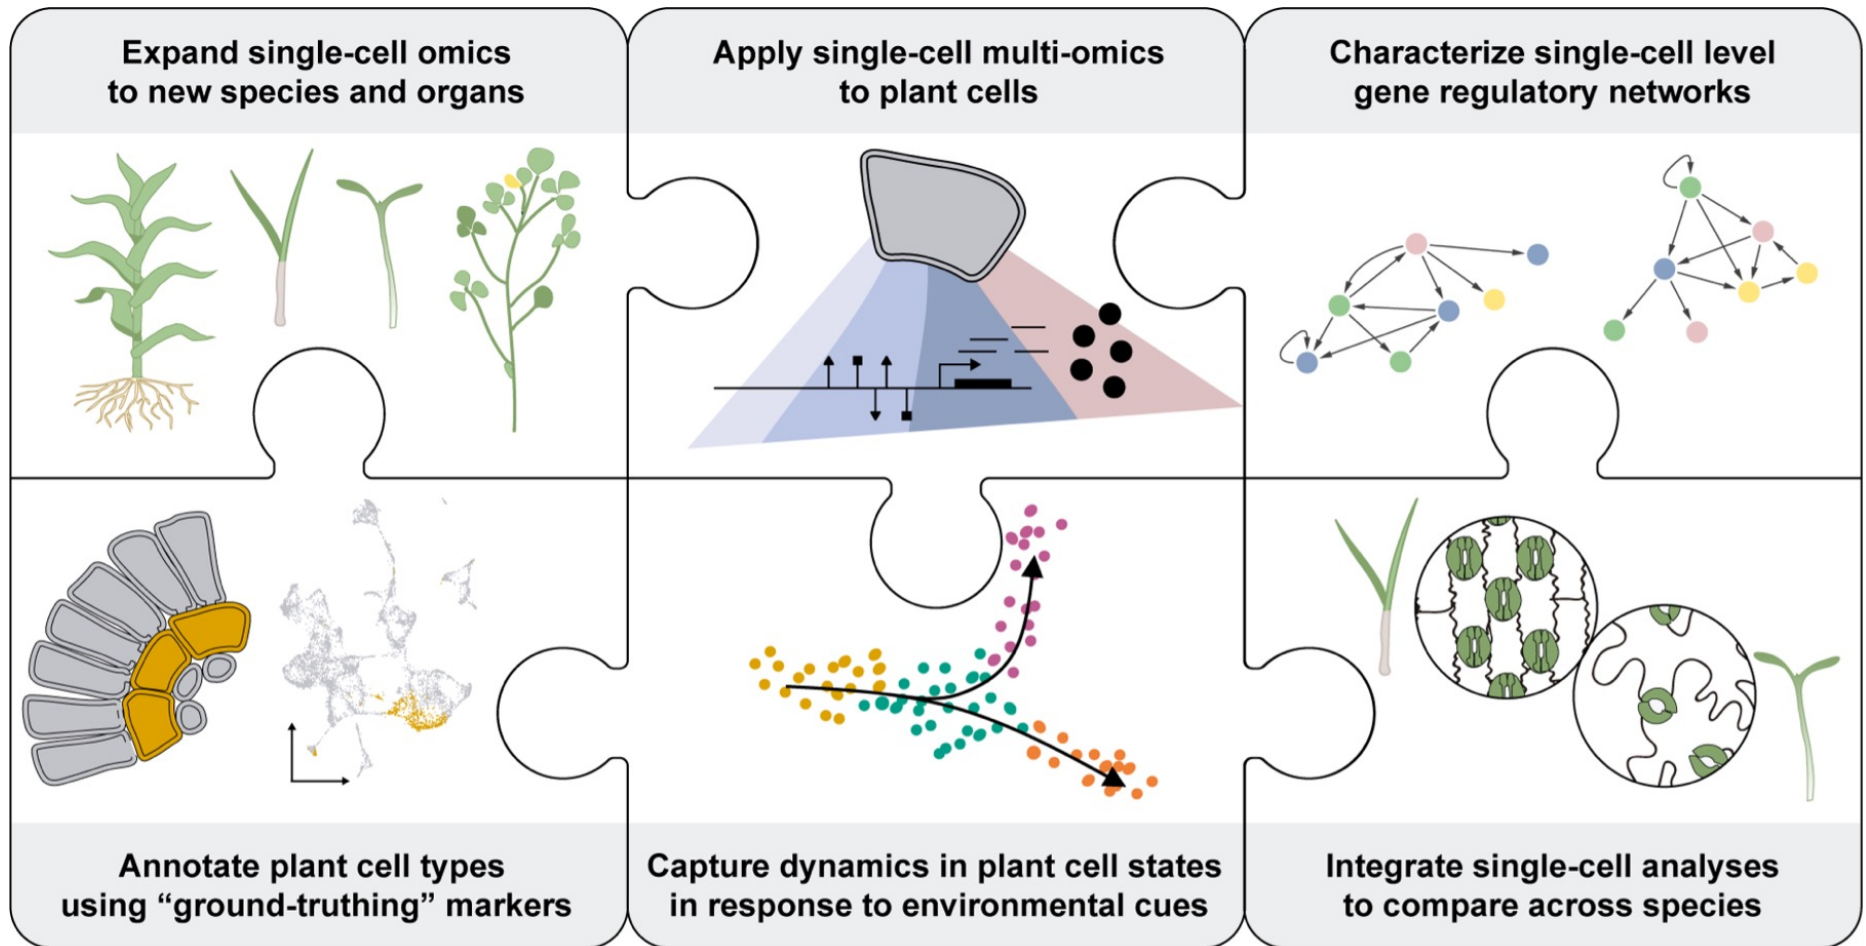 Expand single-cell omics
to new species and organs
Apply single-cell multi-omics
to plant cells
Characterize single-cell level
gene regulatory networks
Annotate plant cell types
using “ground-truthing” markers
Capture dynamics in plant cell states
in response to environmental cues
Integrate single-cell analyses
to compare across species